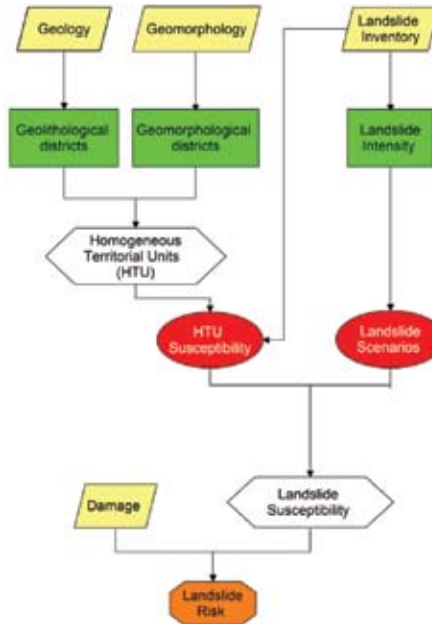 Geology
Geomorphology
Landslide
Inventory
Geolithological
districts
Geomorphological
districts
Landslide
Intensity
Homogeneous
Territorial Units
(HTU)
HTU
Susceptibility
Landslide
Scenarios
Landslide
Susceptibility
Damage
Landslide
Risk